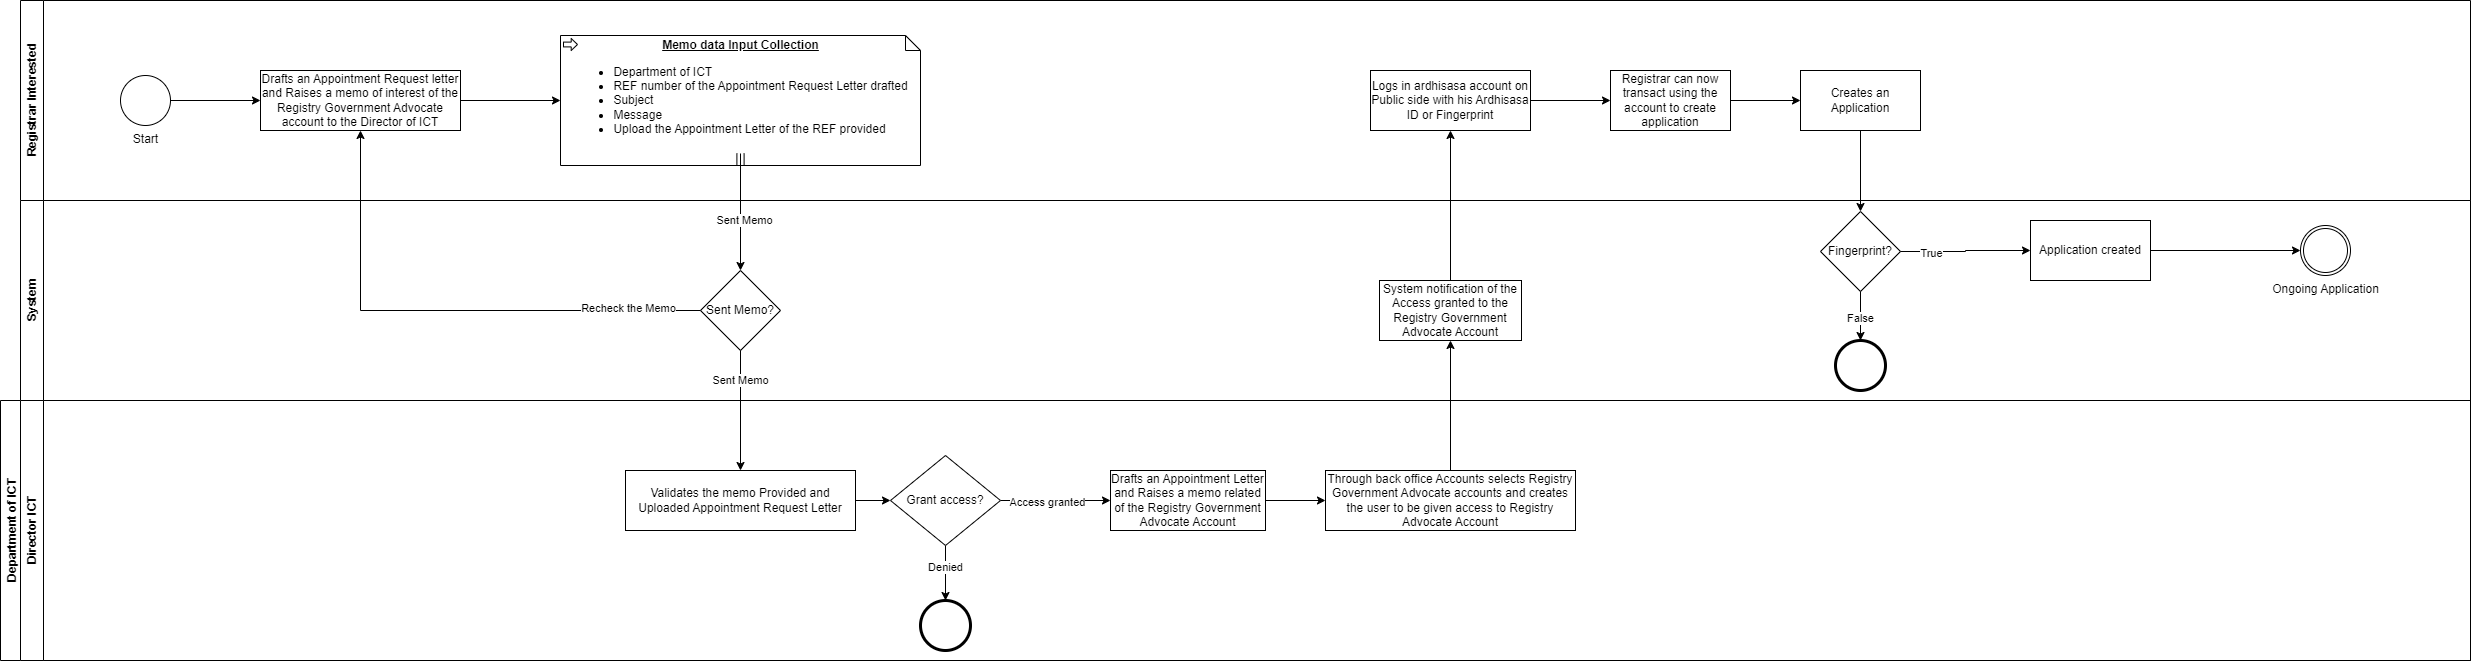 Registrar Interested
Start
Drafts an Appointment Request letter
and Raises a memo of interest of the
Registry Government Advocate
account to the Director of ICT
Memo data Input Collection
Department of ICT
REF number of the Appointment Request Letter drafted
Subject
Message
Upload the Appointment Letter of the REF provided
Logs in ardhisasa account on
Public side with his Ardhisasa
ID or Fingerprint
Registrar can now
transact using the
account to create
application
Creates an
Application
System
Sent Memo
Sent Memo?
Recheck the Memo
Sent Memo
System notification of the
Access granted to the
Registry Government
Advocate Account
Fingerprint?
True
False
Application created
Ongoing Application
Department of ICT
Director ICT
Validates the memo Provided and
Uploaded Appointment Request Letter
Grant access?
Access granted
Denied
Drafts an Appointment Letter
and Raises a memo related
of the Registry Government
Advocate Account
Through back office Accounts selects Registry
Government Advocate accounts and creates
the user to be given access to Registry
Advocate Account